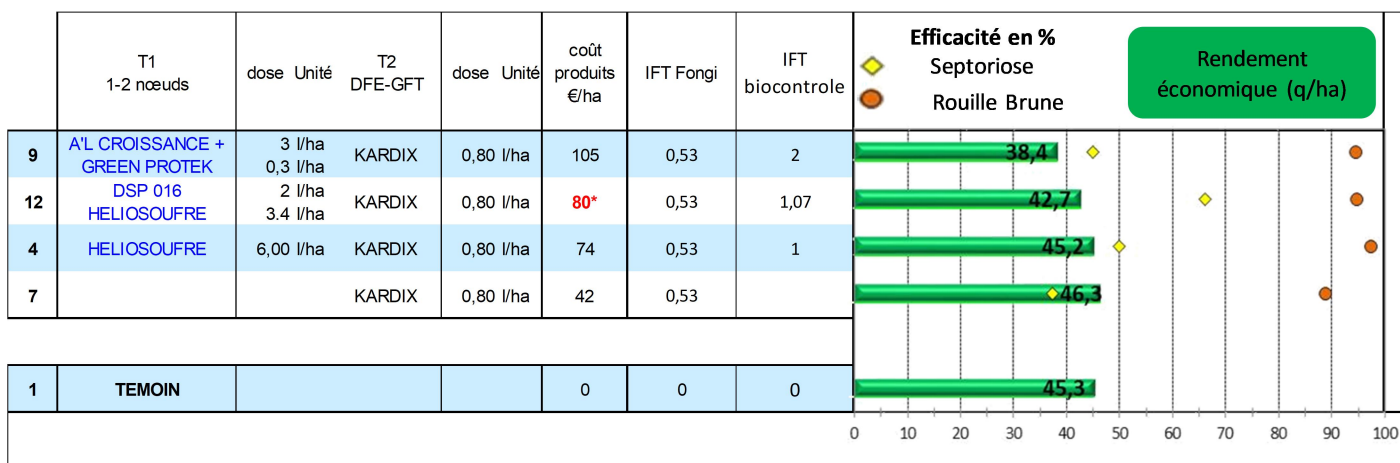 T1
1-2 nœuds
dose Unité
T2
DFE-GFT
dose Unité
coût
produits
€/ha
IFT Fongi
IFT
biocontrole
Efficacité en %
Septoriose
Rouille Brune
Rendement
économique (q/ha)
9
A'L CROISSANCE +
GREEN PROTEK
3 l/ha
0,3 l/ha
KARDIX
0,80 l/ha
105
0,53
2
38,4
12
DSP 016
HELIOSOUFRE
2 l/ha
3.4 l/ha
KARDIX
0,80 l/ha
80*
0,53
1,07
42,7
4
HELIOSOUFRE
6,00 l/ha
KARDIX
0,80 l/ha
74
0,53
1
45,2
7
KARDIX
0,80 l/ha
42
0,53
46,3
1
TEMOIN
0
0
0
45,3
0 10 20 30 40 50 60 70 80 90 100